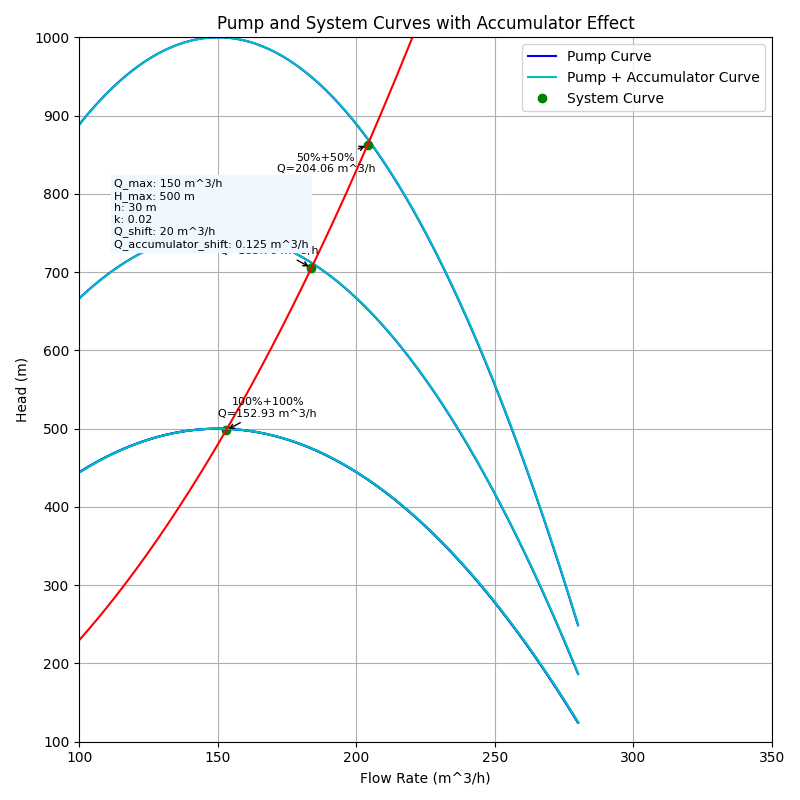 Pump and System Curves with Accumulator Effect
1000
900
800
700
600
500
400
300
200
100
Head (m)
Pump Curve
Pump + Accumulator Curve
System Curve
50%+50%
Q=204.06 m^3/h
Q_max: 150 m^3/h
H_max: 500 m
h: 30 m
k: 0.02
Q_shift: 20 m^3/h
Q_accumulator_shift: 0.125 m^3/h
100%+100%
Q=152.93 m^3/h
100
150
200
250
300
350
Flow Rate (m^3/h)